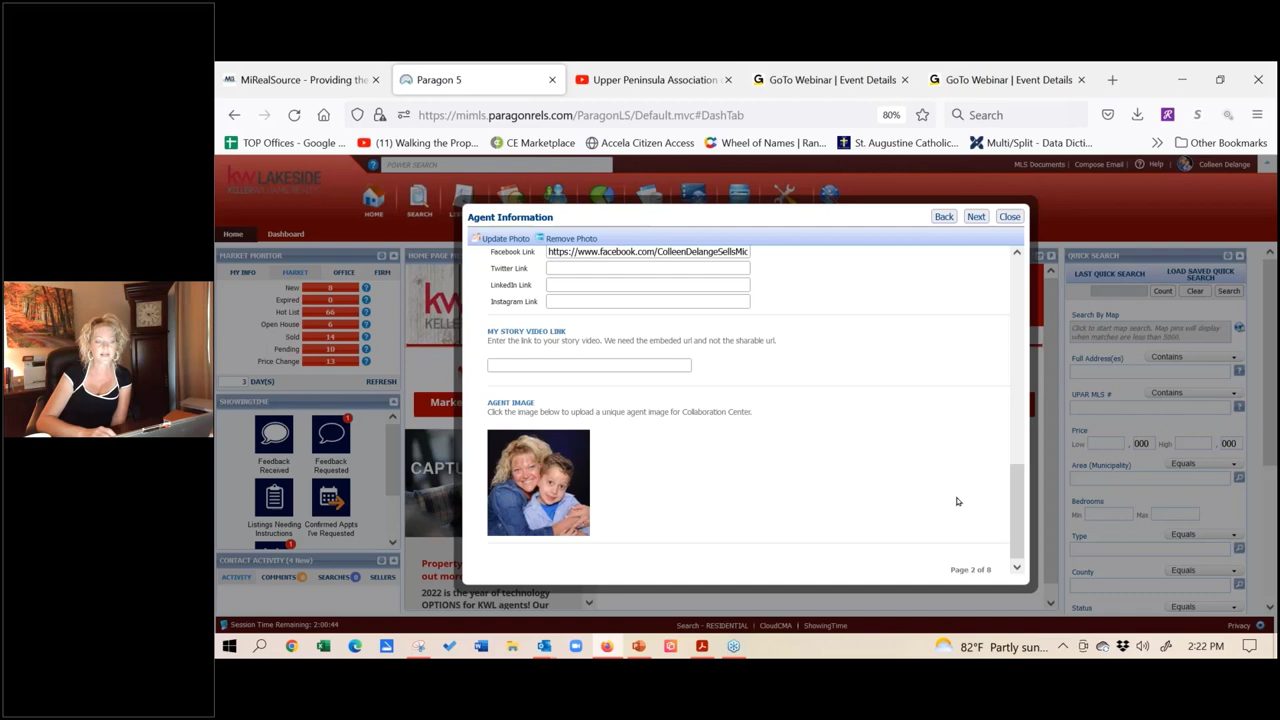 MiRealSource - Providing the
Paragon 5
Upper Peninsula Association
GoTo Webinar | Event Details
GoTo Webinar | Event Details
https://mimls.paragonrels.com/ParagonLS/Default.mvc#DashTab
80%
Search
TOP Offices - Google ...
(11) Walking the Prop...
CE Marketplace
Accela Citizen Access
Wheel of Names | Ran...
St. Augustine Catholic...
Multi/Split - Data Dicti...
Other Bookmarks
kw LAKESIDE
POWER SEARCH
MLS Documents
Compose Email
Help
Colleen Delange
HOME
SEARCH
Home
Dashboard
MARKET MONITOR
MY INFO MARKET OFFICE FIRM
New 8
Expired 0
Hot List 66
Open House 6
Sold 14
Pending 10
Price Change 13
3 DAY(S) REFRESH
SHOWINGTIME
Feedback Received
Feedback Requested
1
Listings Needing Instructions
Confirmed Appts I've Requested
1
CONTACT ACTIVITY (4 New)
ACTIVITY COMMENTS SEARCHES SELLERS
HOME PAGE
Agent Information
Back Next Close
Update Photo Remove Photo
Facebook Link https://www.facebook.com/ColleenDelangeSellsMic
Twitter Link
LinkedIn Link
Instagram Link
MY STORY VIDEO LINK
Enter the link to your story video. We need the embeded url and not the sharable url.
AGENT IMAGE
Click the image below to upload a unique agent image for Collaboration Center.
Page 2 of 8
Property
out more
2022 is the year of technology
OPTIONS for KWL agents! Our
QUICK SEARCH
LAST QUICK SEARCH
LOAD SAVED QUICK SEARCH
Count Clear Search
Search By Map
Click to start map search. Map pins will display
when matches are less than 5000.
Full Address(es) Contains
UPAR MLS # Contains
Price
Low , 000 High , 000
Area (Municipality) Equals
Bedrooms
Min Max
Type Equals
County Equals
Status Equals
Session Time Remaining: 2:00:44
Search - RESIDENTIAL
CloudCMA
ShowingTime
Privacy
82°F Partly sun...
2:22 PM